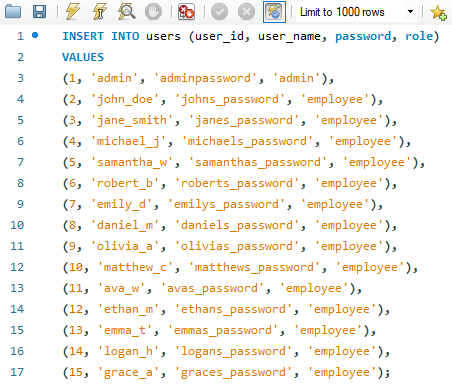 Limit to 1000 rows
1 INSERT INTO users (user_id, user_name, password, role)
2 VALUES
3 (1, 'admin', 'adminpassword', 'admin'),
4 (2, 'john_doe', 'johns_password', 'employee'),
5 (3, 'jane_smith', 'janes_password', 'employee'),
6 (4, 'michael_j', 'michaels_password', 'employee'),
7 (5, 'samantha_w', 'samanthas_password', 'employee'),
8 (6, 'robert_b', 'roberts_password', 'employee'),
9 (7, 'emily_d', 'emilys_password', 'employee'),
10 (8, 'daniel_m', 'daniels_password', 'employee'),
11 (9, 'olivia_a', 'olivias_password', 'employee'),
12 (10, 'matthew_c', 'matthews_password', 'employee'),
13 (11, 'ava_w', 'avas_password', 'employee'),
14 (12, 'ethan_m', 'ethans_password', 'employee'),
15 (13, 'emma_t', 'emmas_password', 'employee'),
16 (14, 'logan_h', 'logans_password', 'employee'),
17 (15, 'grace_a', 'graces_password', 'employee');